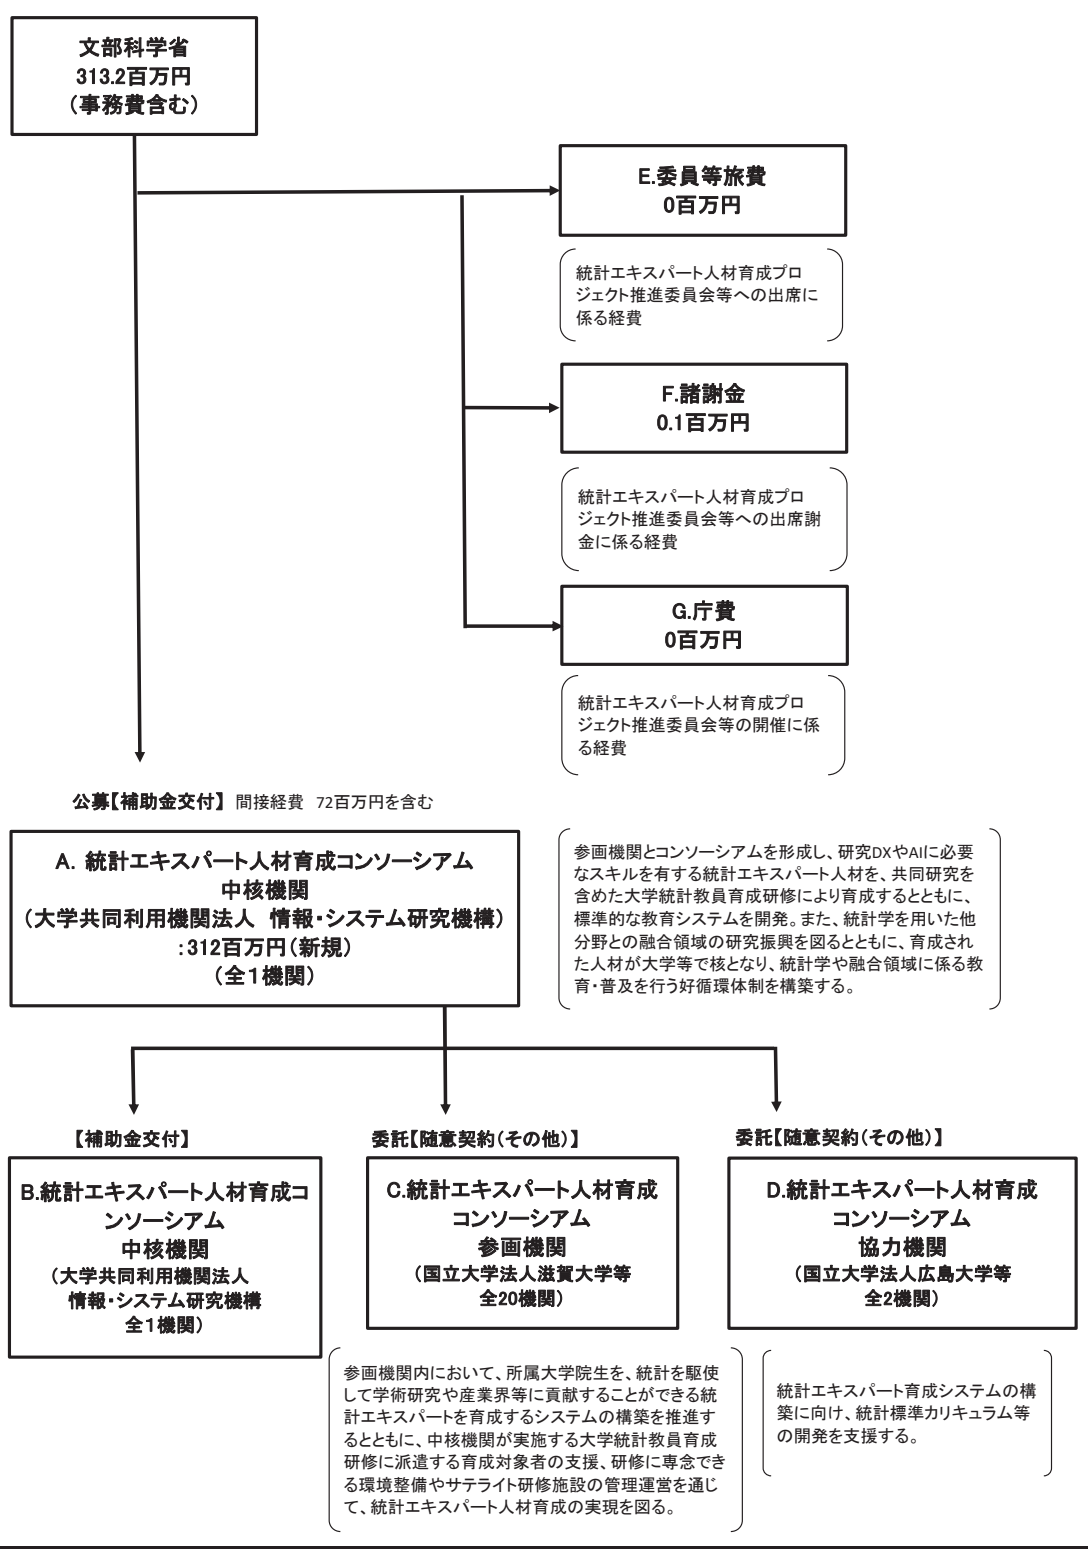 文部科学省
313.2百万円
（事務費含む）
E.委員等旅費
0百万円
統計エキスパート人材育成プロ
ジェクト推進委員会等への出席に
係る経費
F.諸謝金
0.1百万円
統計エキスパート人材育成プロ
ジェクト推進委員会等への出席謝
金に係る経費
G.庁費
0百万円
統計エキスパート人材育成プロ
ジェクト推進委員会等の開催に係
る経費
公募【補助金交付】 間接経費 72百万円を含む
A．統計エキスパート人材育成コンソーシアム
中核機関
（大学共同利用機関法人　情報・システム研究機構）
：312百万円（新規）
（全１機関）
参画機関とコンソーシアムを形成し、研究DXやAIに必要
なスキルを有する統計エキスパート人材を、共同研究を
含めた大学統計教員育成研修により育成するとともに、
標準的な教育システムを開発。また、統計学を用いた他
分野との融合領域の研究振興を図るとともに、育成され
た人材が大学等で核となり、統計学や融合領域に係る教
育・普及を行う好循環体制を構築する。
【補助金交付】
B.統計エキスパート人材育成コ
ンソーシアム
中核機関
（大学共同利用機関法人
情報・システム研究機構
全１機関）
委託【随意契約（その他）】
C.統計エキスパート人材育成
コンソーシアム
参画機関
（国立大学法人滋賀大学等
全20機関）
参画機関内において、所属大学院生を、統計を駆使
して学術研究や産業界等に貢献することができる統
計エキスパートを育成するシステムの構築を推進す
るとともに、中核機関が実施する大学統計教員育成
研修に派遣する育成対象者の支援、研修に専念でき
る環境整備やサテライト研修施設の管理運営を通じ
て、統計エキスパート人材育成の実現を図る。
委託【随意契約（その他）】
D.統計エキスパート人材育成
コンソーシアム
協力機関
（国立大学法人広島大学等
全2機関）
統計エキスパート育成システムの構
築に向け、統計標準カリキュラム等
の開発を支援する。